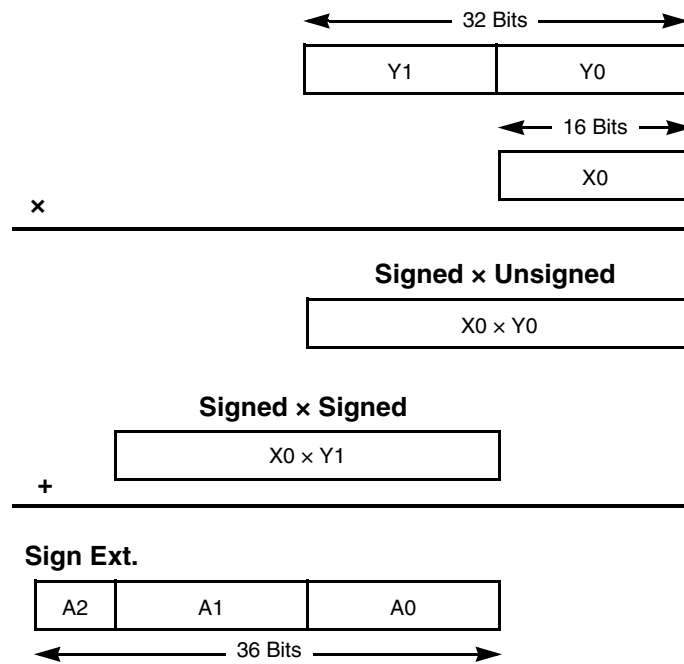 32 Bits
Y1 Y0
16 Bits
X0
×
Signed × Unsigned
X0 × Y0
Signed × Signed
X0 × Y1
+
Sign Ext.
A2 A1 A0
36 Bits